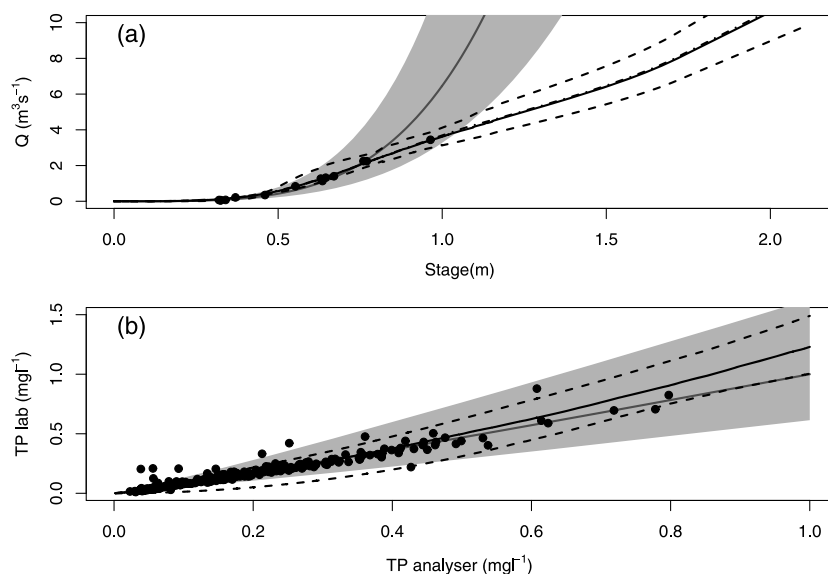 (a)
Q (m³s⁻¹)
10
8
6
4
2
0
0.0 0.5 1.0 1.5 2.0
Stage(m)
(b)
TP lab (mgl⁻¹)
1.5
1.0
0.5
0.0
0.0 0.2 0.4 0.6 0.8 1.0
TP analyser (mgl⁻¹)